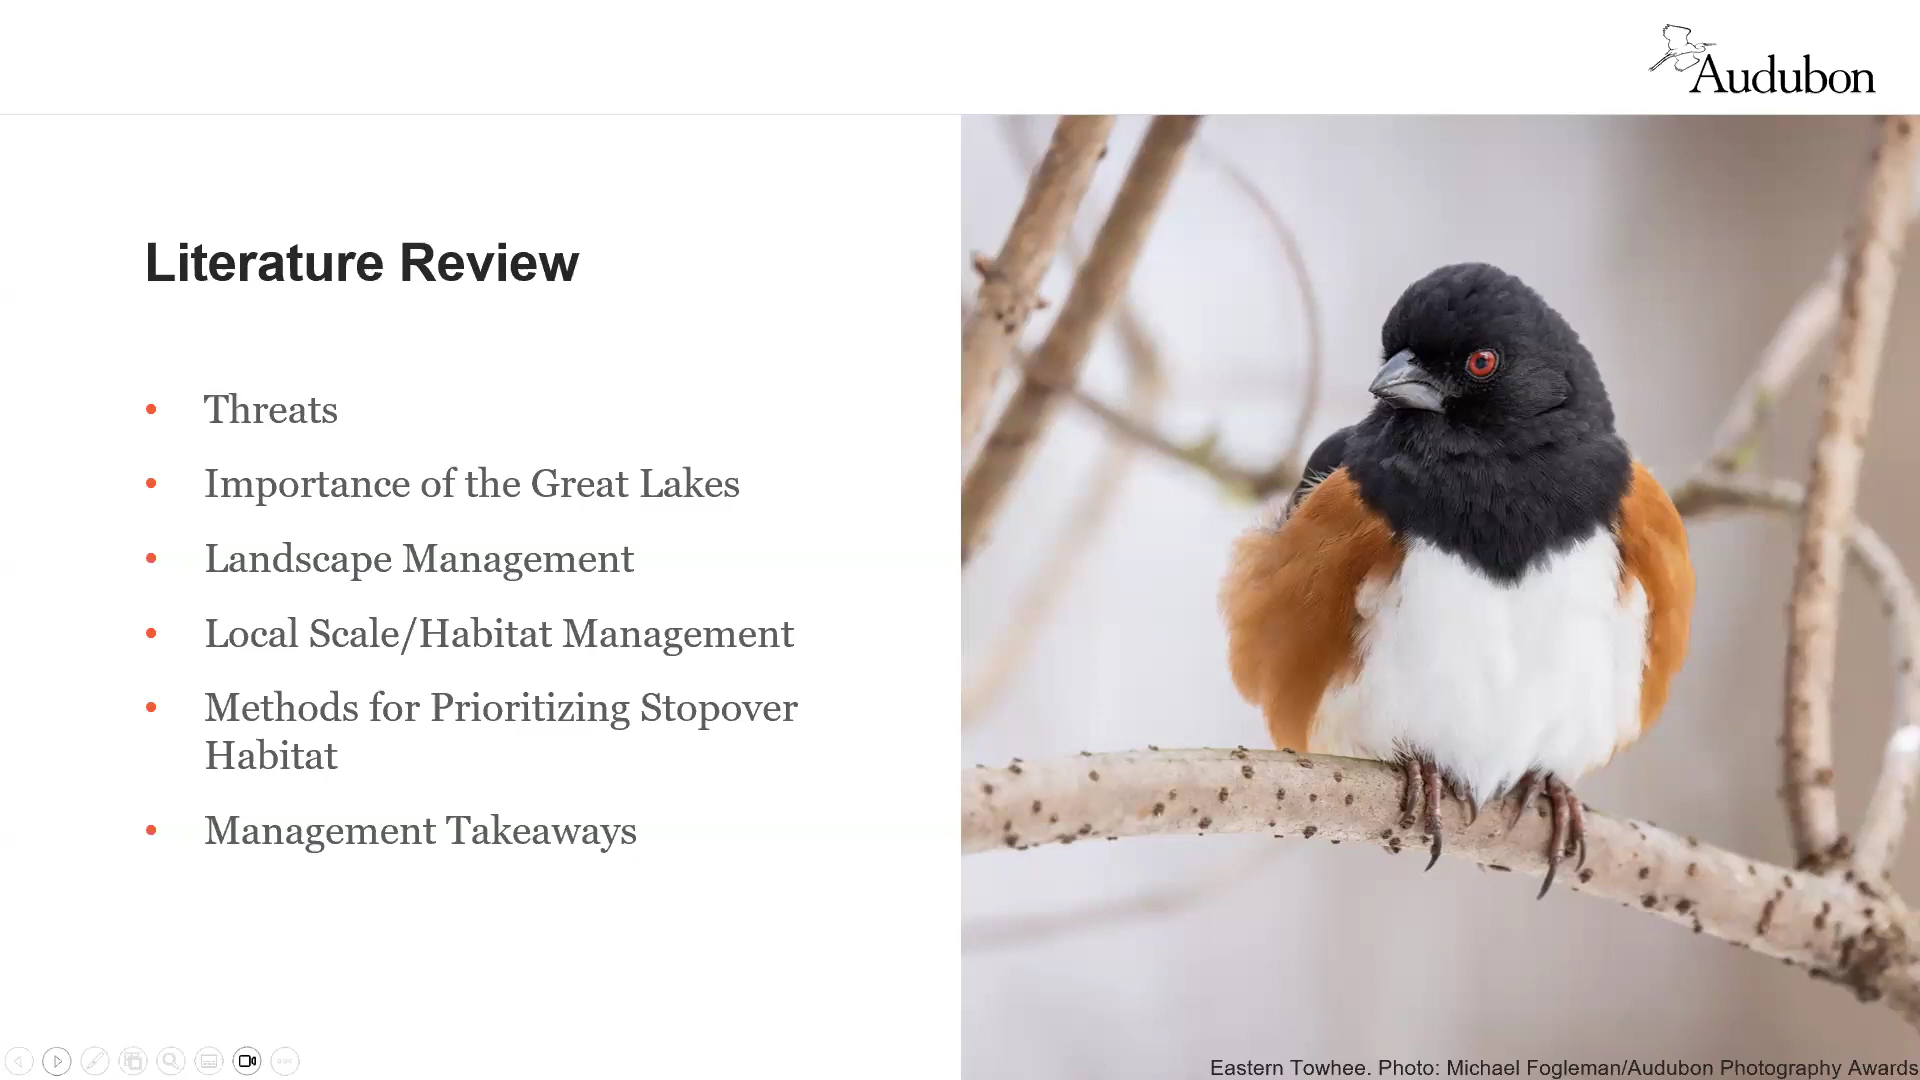 Audubon
Literature Review
• Threats
• Importance of the Great Lakes
• Landscape Management
• Local Scale/Habitat Management
• Methods for Prioritizing Stopover
Habitat
• Management Takeaways
Eastern Towhee. Photo: Michael Fogleman/Audubon Photography Awards